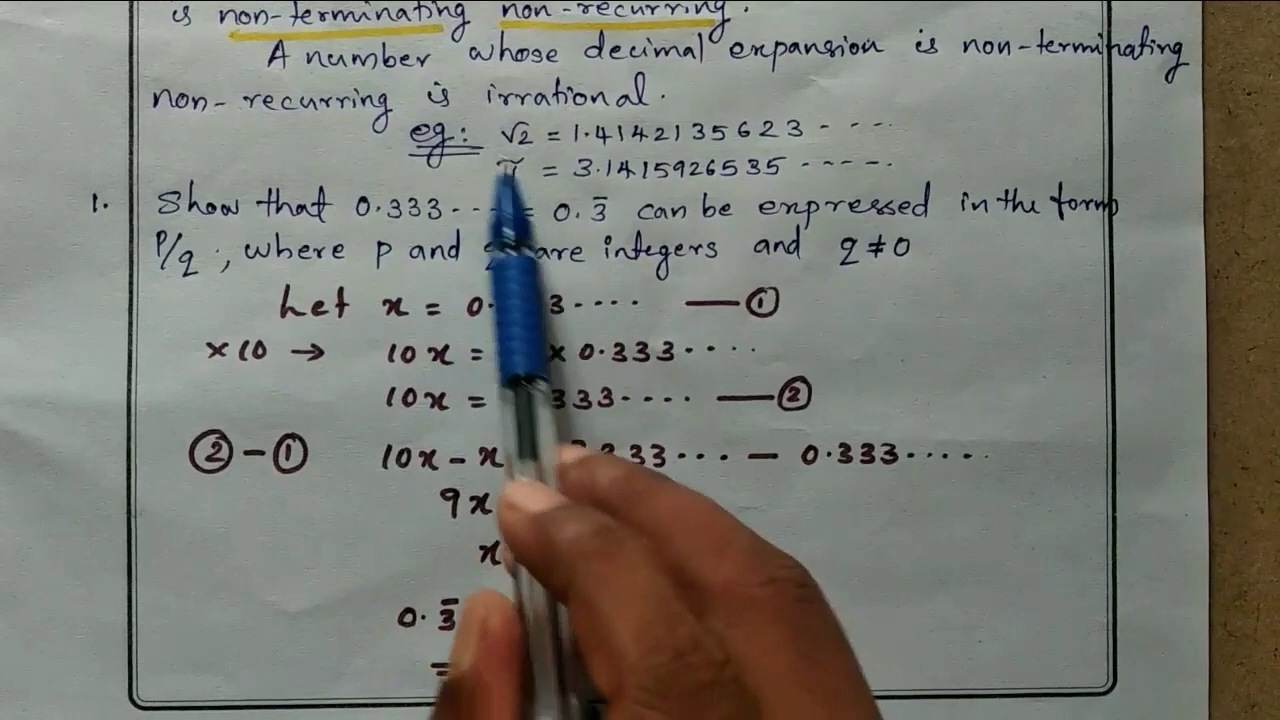 is non-terminating non-recurring.
A number whose decimal expansion is non-terminating
non-recurring is irrational.
eg: √2 = 1.4142135623 - - - -
= 3.1415926535 - - - - -.
1. Show that 0.333- - = 0.3̅ can be expressed in the form
P/q, where p and are integers and q ≠ 0
Let x = 0. 3.... —①
×10 → 10x = × 0.333....
10x = 333.... —②
②-① 10x - x 333... - 0.333.....
9x
x
0.3̅
=